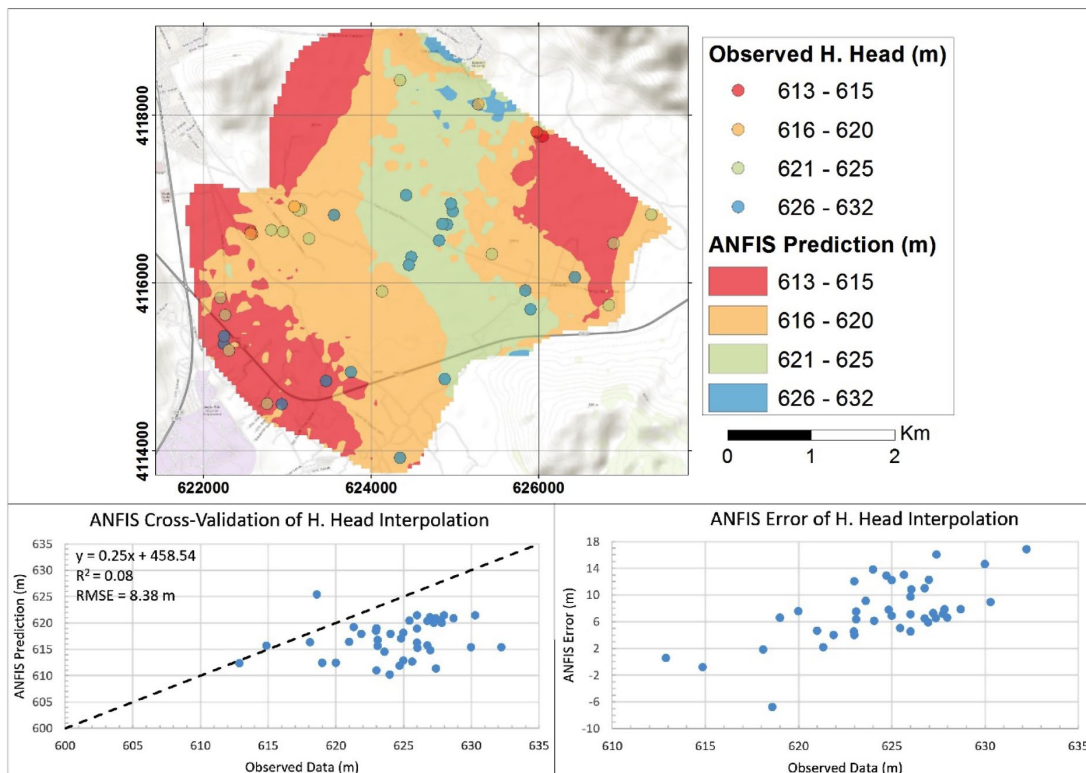 4118000
4116000
4114000
622000 624000 626000
Observed H. Head (m)
613 - 615
616 - 620
621 - 625
626 - 632
ANFIS Prediction (m)
613 - 615
616 - 620
621 - 625
626 - 632
Km
0 1 2
ANFIS Cross-Validation of H. Head Interpolation
y = 0.25x + 458.54
R² = 0.08
RMSE = 8.38 m
ANFIS Prediction (m)
635
630
625
620
615
610
605
600
600 605 610 615 620 625 630 635
Observed Data (m)
ANFIS Error of H. Head Interpolation
ANFIS Error (m)
18
14
10
6
2
-2
-6
-10
610 615 620 625 630 635
Observed Data (m)